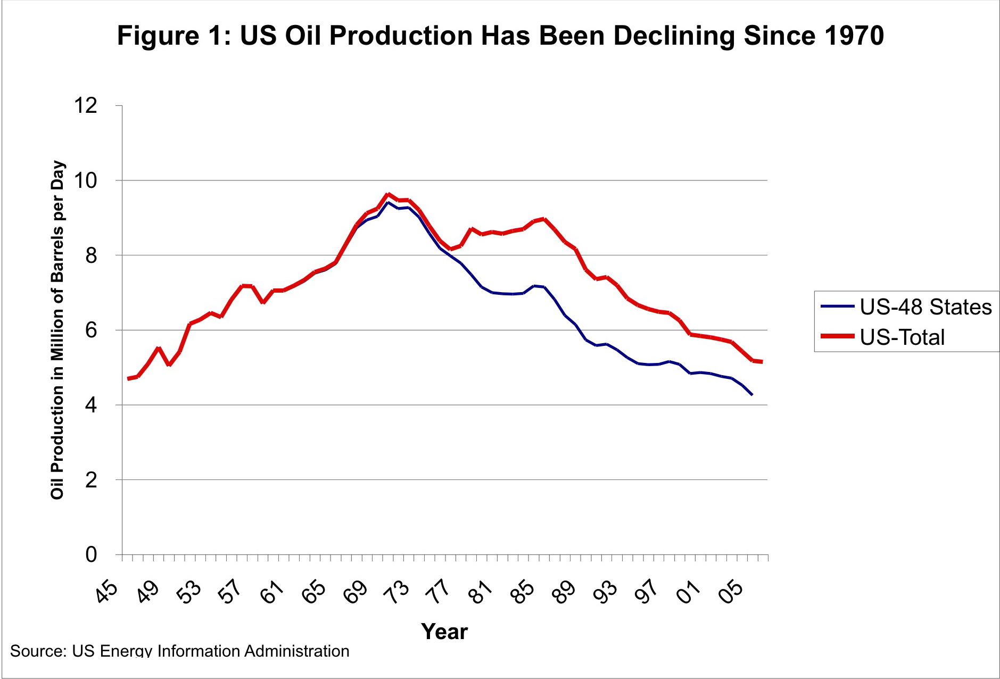 Figure 1: US Oil Production Has Been Declining Since 1970
Oil Production in Million of Barrels per Day
12
10
8
6
4
2
0
45 49 53 57 61 65 69 73 77 81 85 89 93 97 01 05
Year
US-48 States
US-Total
Source: US Energy Information Administration